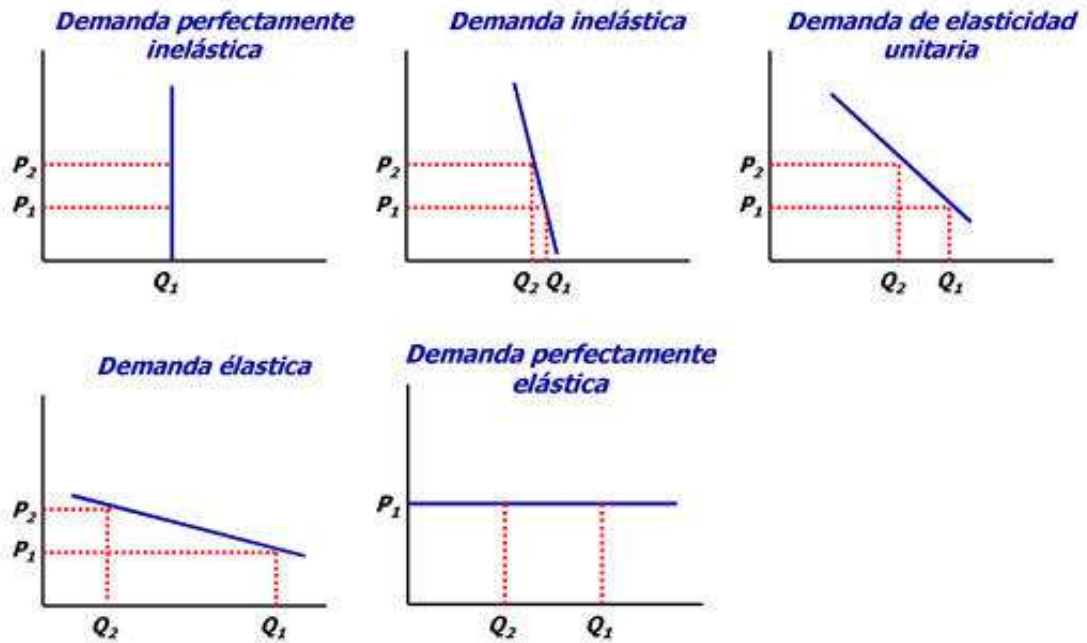 Demanda perfectamente
inelástica
P2
P1
Q1
Demanda inelástica
P2
P1
Q2 Q1
Demanda de elasticidad
unitaria
P2
P1
Q2 Q1
Demanda élastica
P2
P1
Q2 Q1
Demanda perfectamente
elástica
P1
Q2 Q1